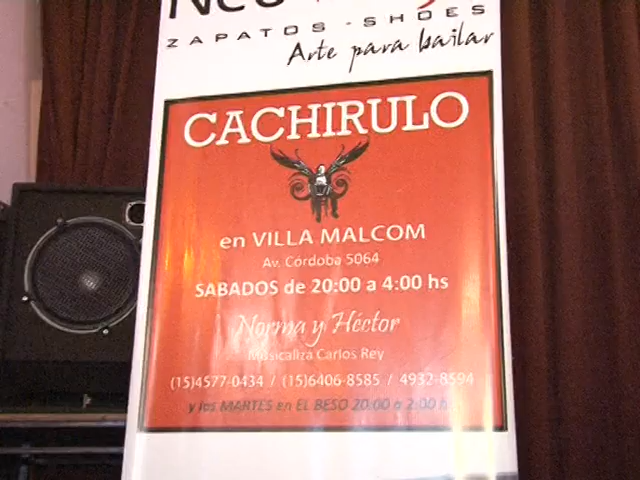 ZAPATOS - SHOES
Arte para bailar
CACHIRULO
en VILLA MALCOM
Av. Córdoba 5064
SABADOS de 20:00 a 4:00 hs
Norma y Héctor
Musicaliza Carlos Rey
(15)4577-0434 / (15)6406-8585 / 4932-8594
y los MARTES en EL BESO 20:00 a 2:00